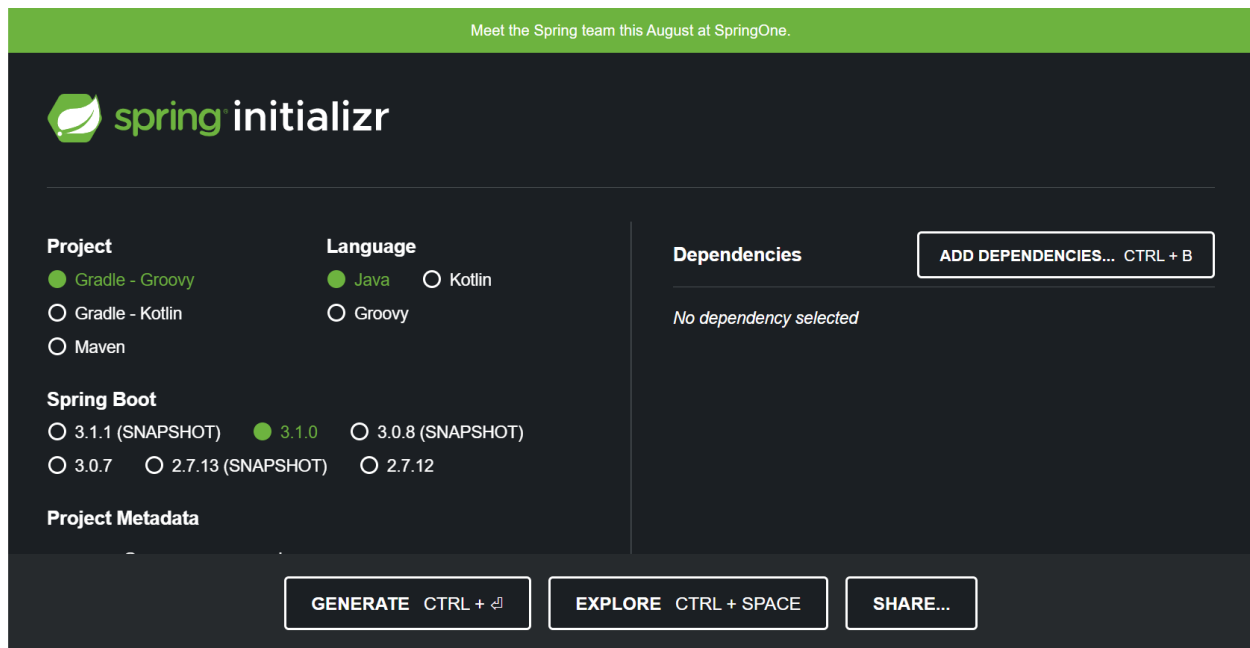 Meet the Spring team this August at SpringOne.
spring initializr
Project
Gradle - Groovy
Gradle - Kotlin
Maven
Language
Java Kotlin
Groovy
Spring Boot
3.1.1 (SNAPSHOT) 3.1.0 3.0.8 (SNAPSHOT)
3.0.7 2.7.13 (SNAPSHOT) 2.7.12
Project Metadata
Dependencies
ADD DEPENDENCIES... CTRL + B
No dependency selected
GENERATE CTRL + ⏎
EXPLORE CTRL + SPACE
SHARE...